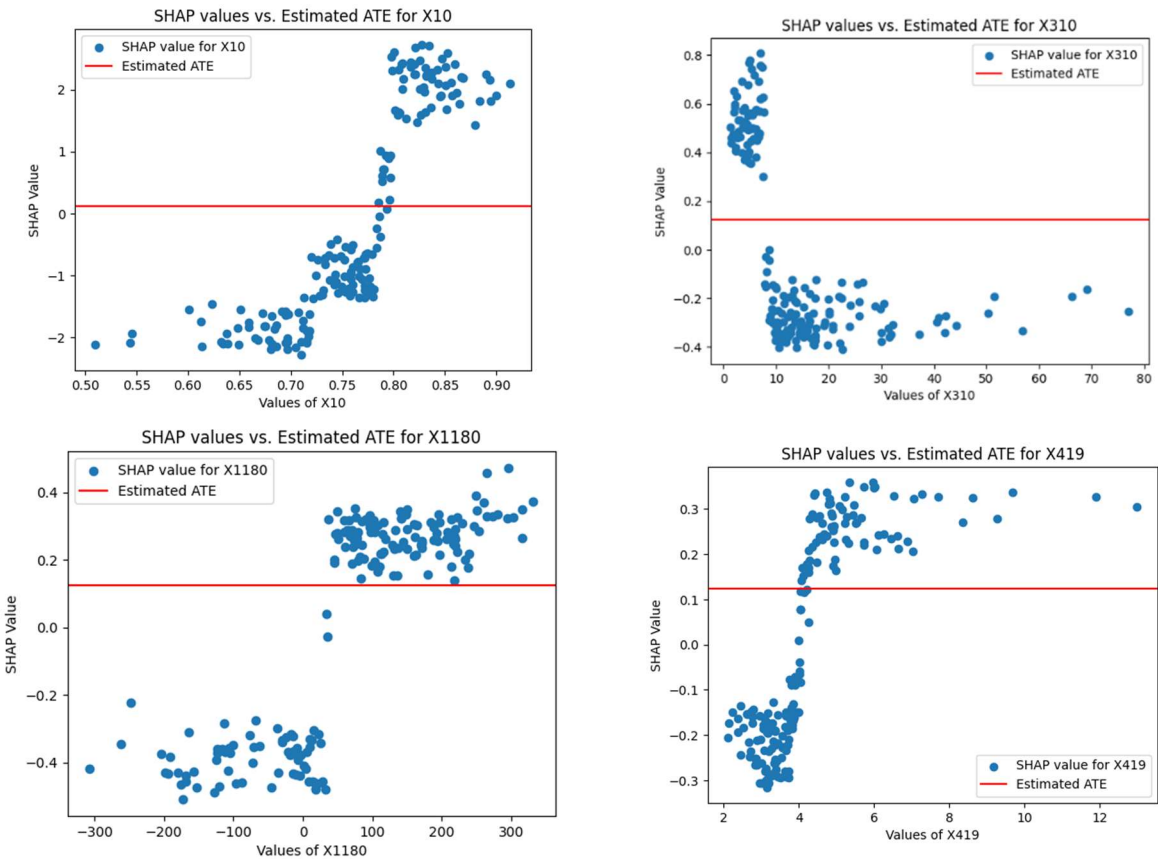 SHAP values vs. Estimated ATE for X10
SHAP value for X10
Estimated ATE
SHAP Value
2
1
0
−1
−2
0.50 0.55 0.60 0.65 0.70 0.75 0.80 0.85 0.90
Values of X10
SHAP values vs. Estimated ATE for X310
SHAP value for X310
Estimated ATE
SHAP Value
0.8
0.6
0.4
0.2
0.0
−0.2
−0.4
0 10 20 30 40 50 60 70 80
Values of X310
SHAP values vs. Estimated ATE for X1180
SHAP value for X1180
Estimated ATE
SHAP Value
0.4
0.2
0.0
−0.2
−0.4
−300 −200 −100 0 100 200 300
Values of X1180
SHAP values vs. Estimated ATE for X419
SHAP Value
0.3
0.2
0.1
0.0
−0.1
−0.2
−0.3
SHAP value for X419
Estimated ATE
2 4 6 8 10 12
Values of X419